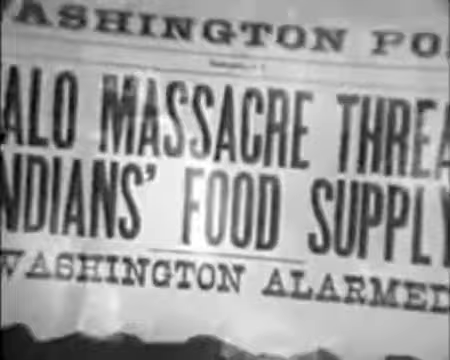 ASHINGTON PO
ALO MASSACRE THREA
NDIANS' FOOD SUPPLY
WASHINGTON ALARMED